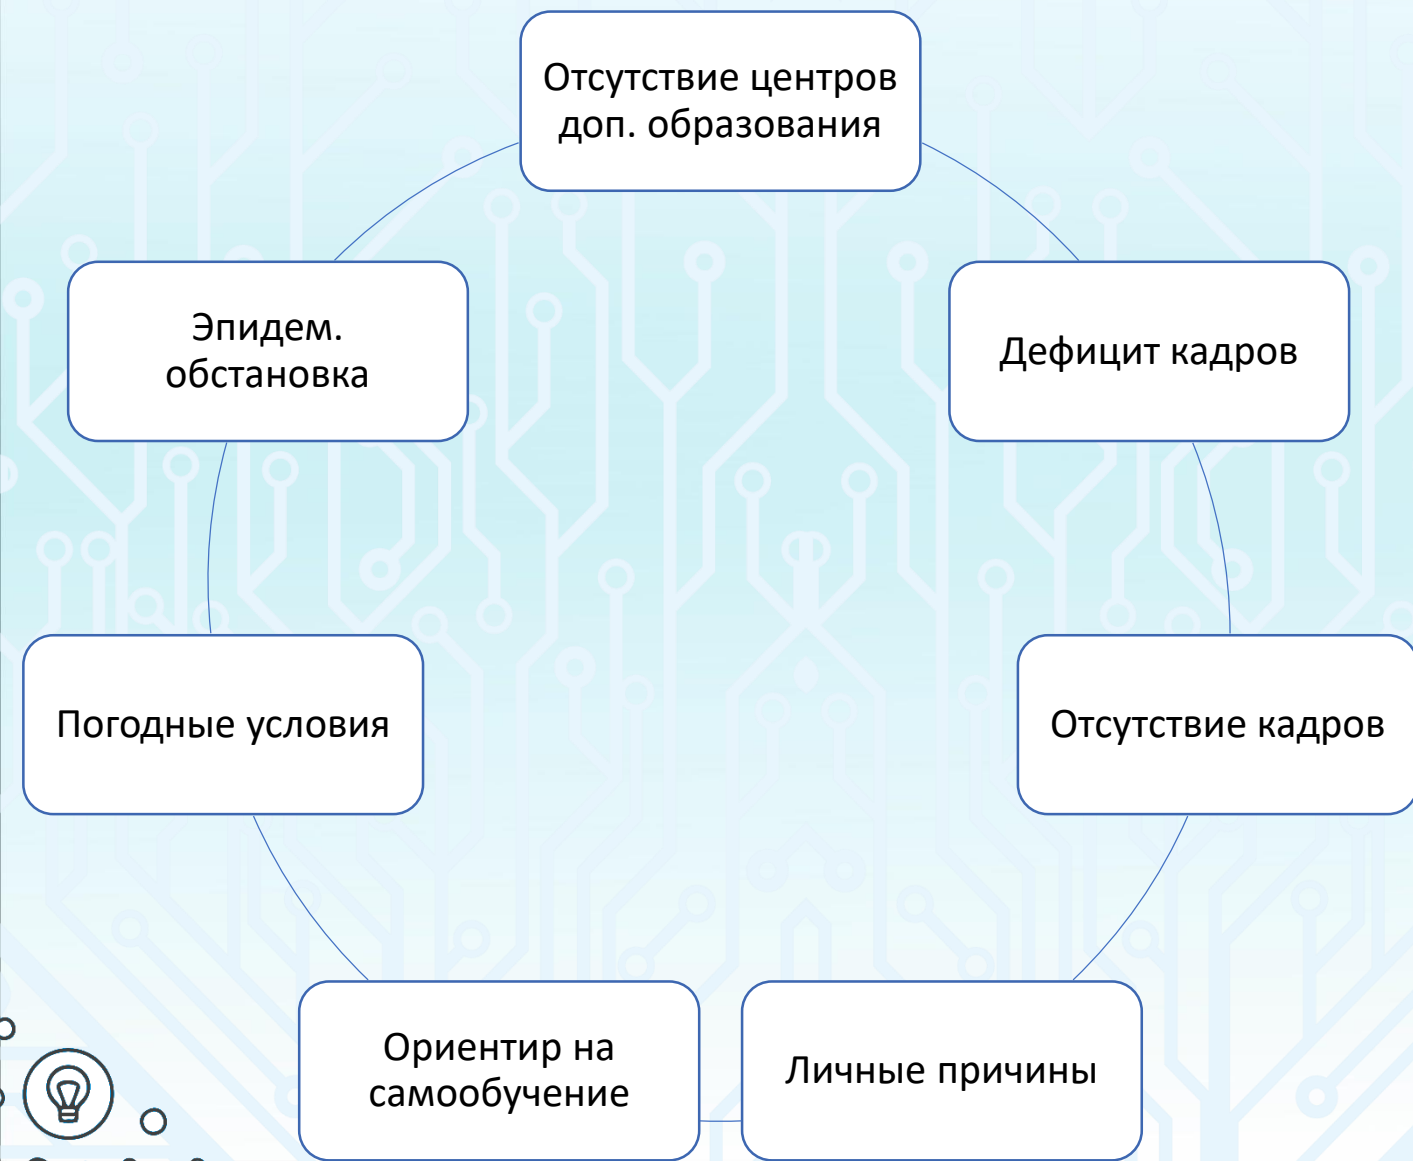 Отсутствие центров
доп. образования
Дефицит кадров
Отсутствие кадров
Личные причины
Ориентир на
самообучение
Погодные условия
Эпидем.
обстановка